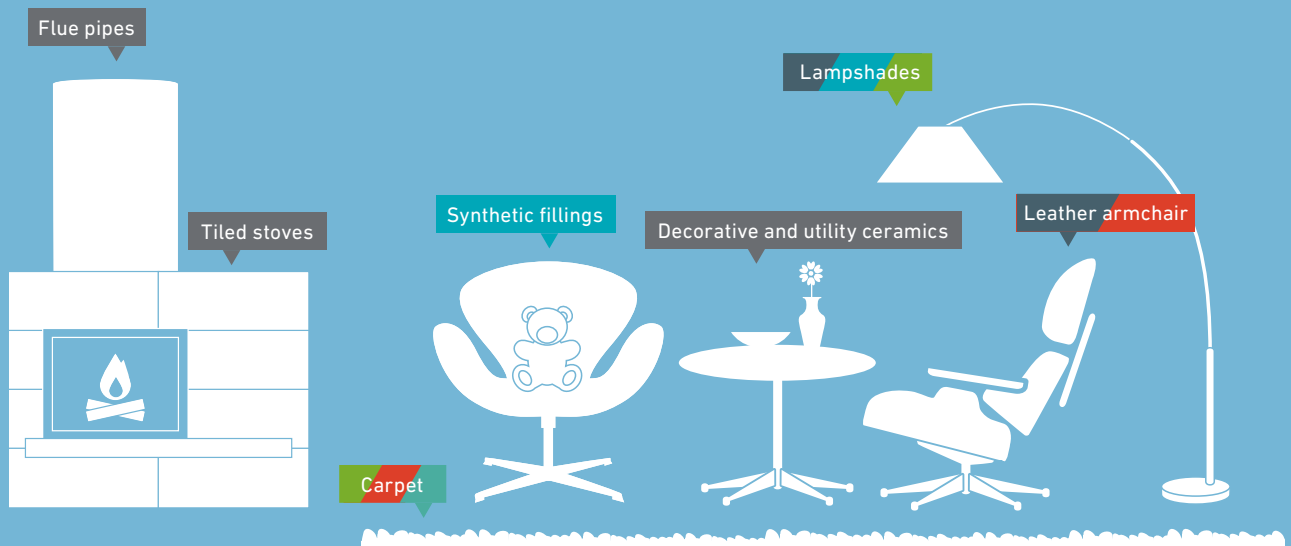 Flue pipes
Lampshades
Synthetic fillings
Leather armchair
Tiled stoves
Decorative and utility ceramics
Carpet